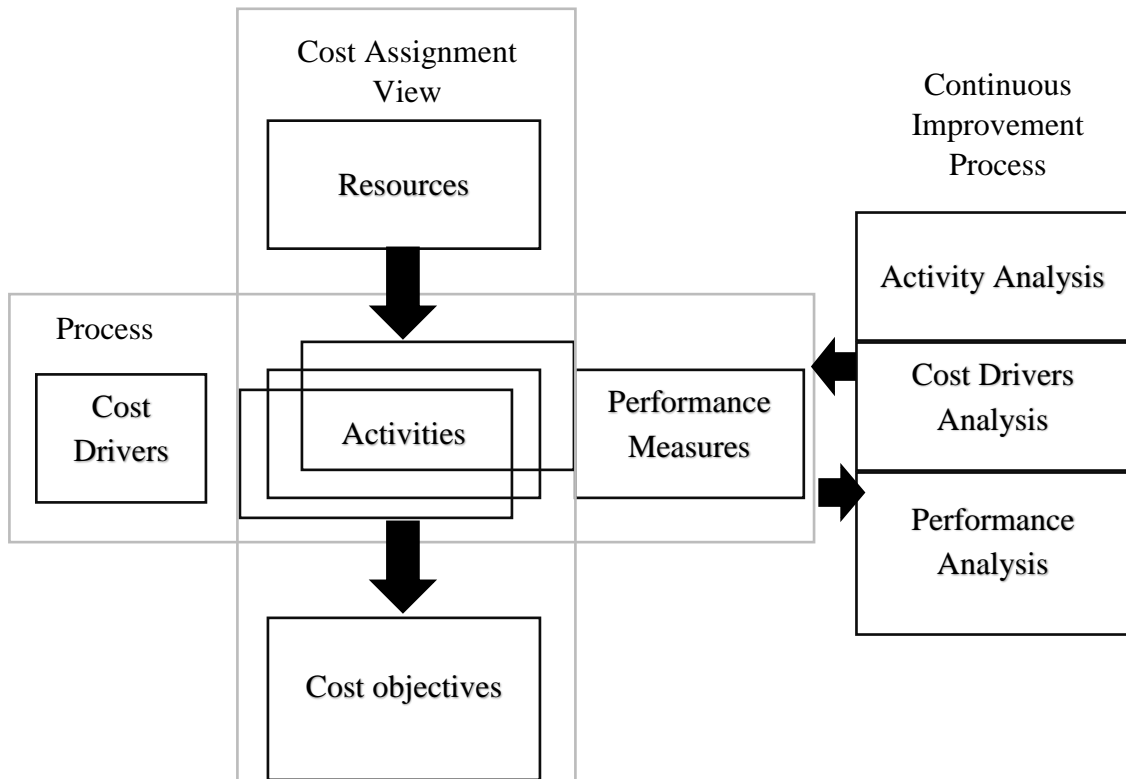 Cost Assignment
View
Resources
Continuous
Improvement
Process
Activity Analysis
Cost Drivers
Analysis
Performance
Analysis
Process
Cost
Drivers
Activities
Performance
Measures
Cost objectives